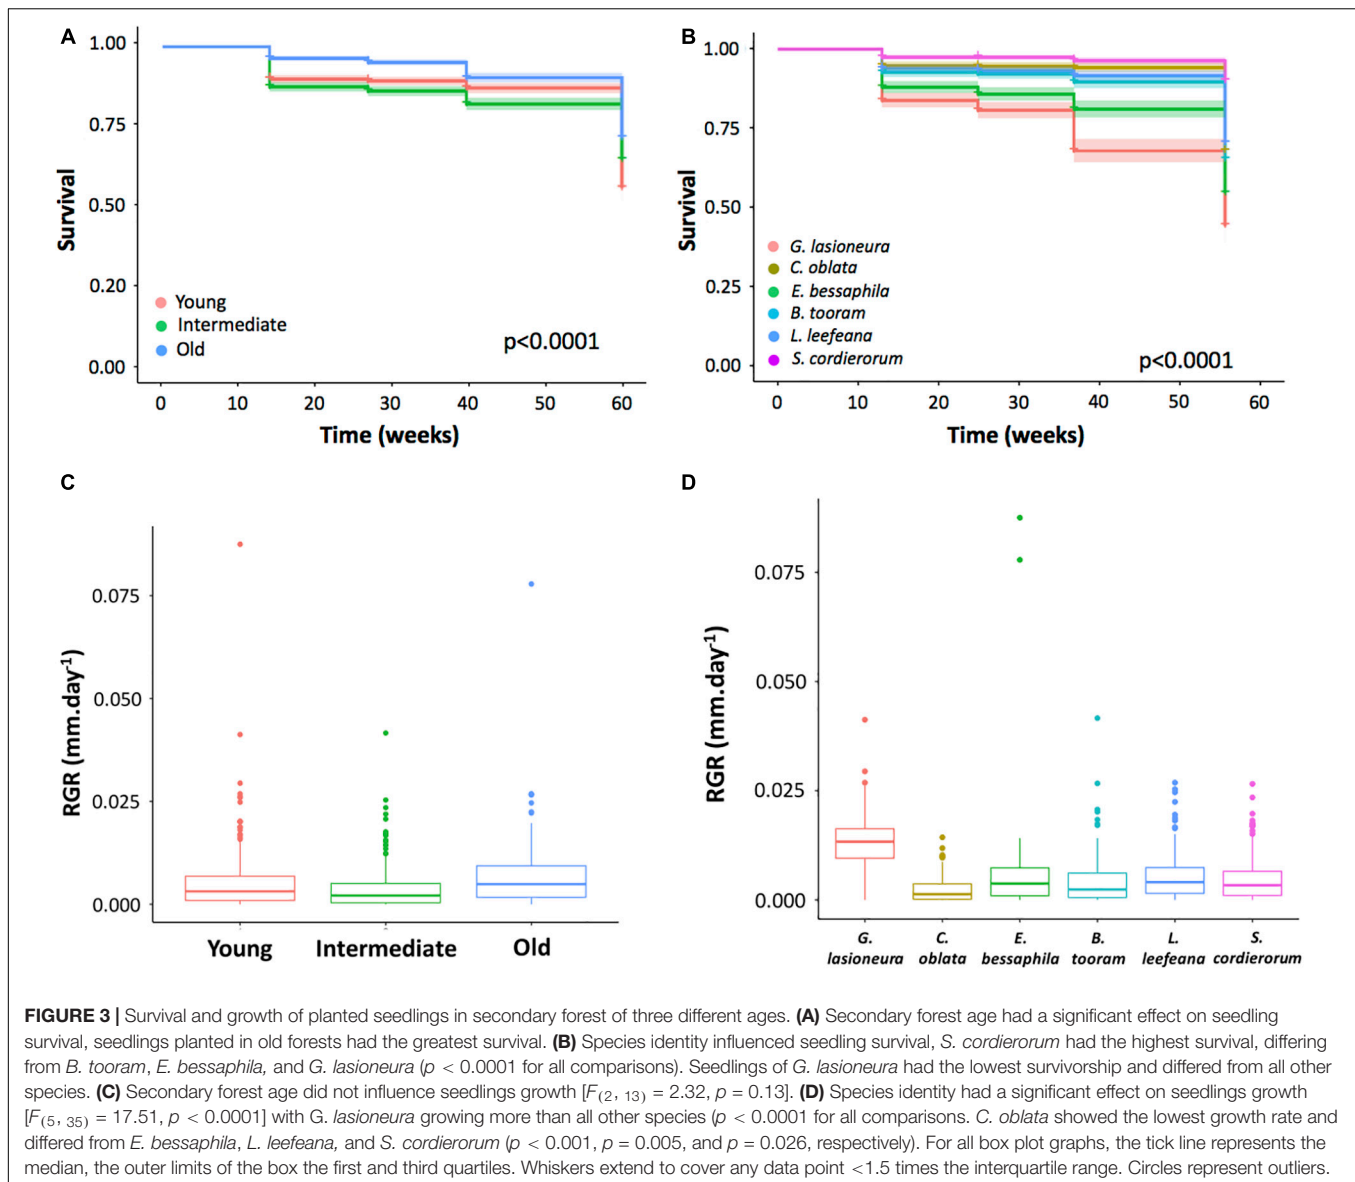 A
1.00
0.75
0.50
0.20
0.00
Survival
Young
Intermediate
Old
p<0.0001
0 10 20 30 40 50 60
Time (weeks)
B
1.00
0.75
0.50
0.25
0.00
Survival
G. lasioneura
C. oblata
E. bessaphila
B. tooram
L. leefeana
S. cordierorum
p<0.0001
0 10 20 30 40 50 60
Time (weeks)
C
0.075
0.050
0.025
0.000
RGR (mm.day-1)
Young Intermediate Old
D
0.075
0.050
0.025
0.000
RGR (mm.day-1)
G. C. E. B. L. S.
lasioneura oblata bessaphila tooram leefeana cordierorum
FIGURE 3 | Survival and growth of planted seedlings in secondary forest of three different ages. (A) Secondary forest age had a significant effect on seedling
survival, seedlings planted in old forests had the greatest survival. (B) Species identity influenced seedling survival, S. cordierorum had the highest survival, differing
from B. tooram, E. bessaphila, and G. lasioneura (p < 0.0001 for all comparisons). Seedlings of G. lasioneura had the lowest survivorship and differed from all other
species. (C) Secondary forest age did not influence seedlings growth [F(2, 13) = 2.32, p = 0.13]. (D) Species identity had a significant effect on seedlings growth
[F(5, 35) = 17.51, p < 0.0001] with G. lasioneura growing more than all other species (p < 0.0001 for all comparisons. C. oblata showed the lowest growth rate and
differed from E. bessaphila, L. leefeana, and S. cordierorum (p < 0.001, p = 0.005, and p = 0.026, respectively). For all box plot graphs, the tick line represents the
median, the outer limits of the box the first and third quartiles. Whiskers extend to cover any data point <1.5 times the interquartile range. Circles represent outliers.